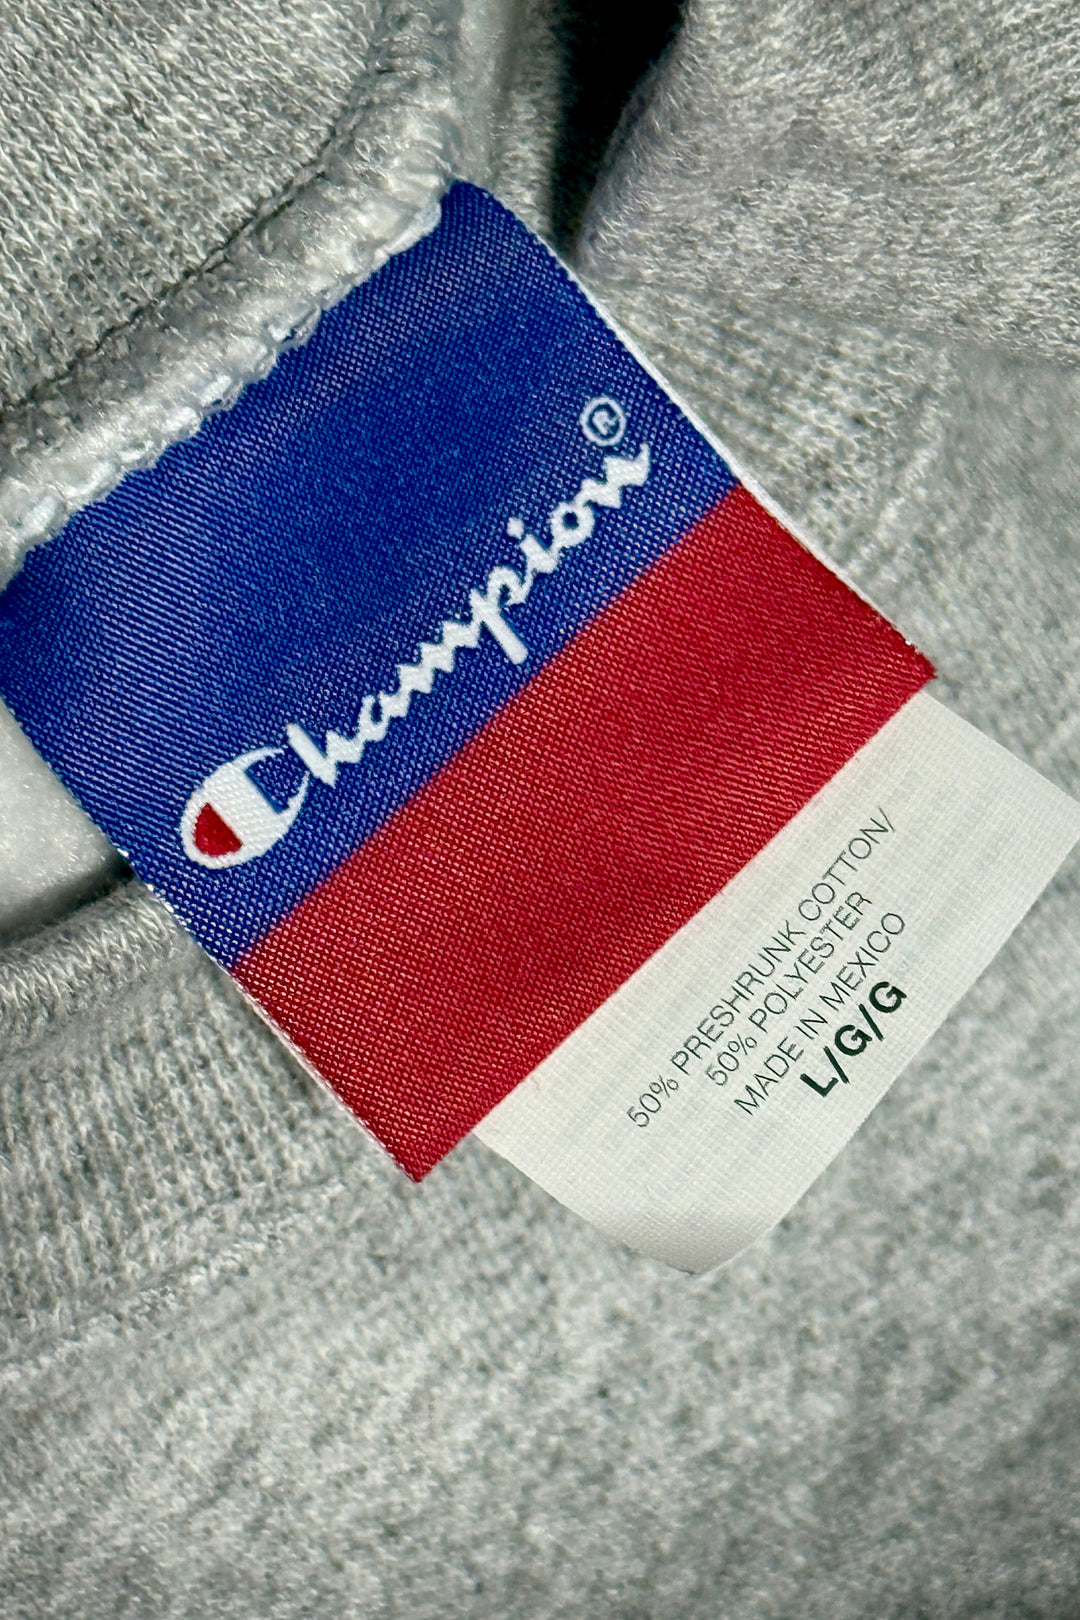 Champion®
50% PRESHRUNK COTTON/
50% POLYESTER
MADE IN MEXICO
L/G/G